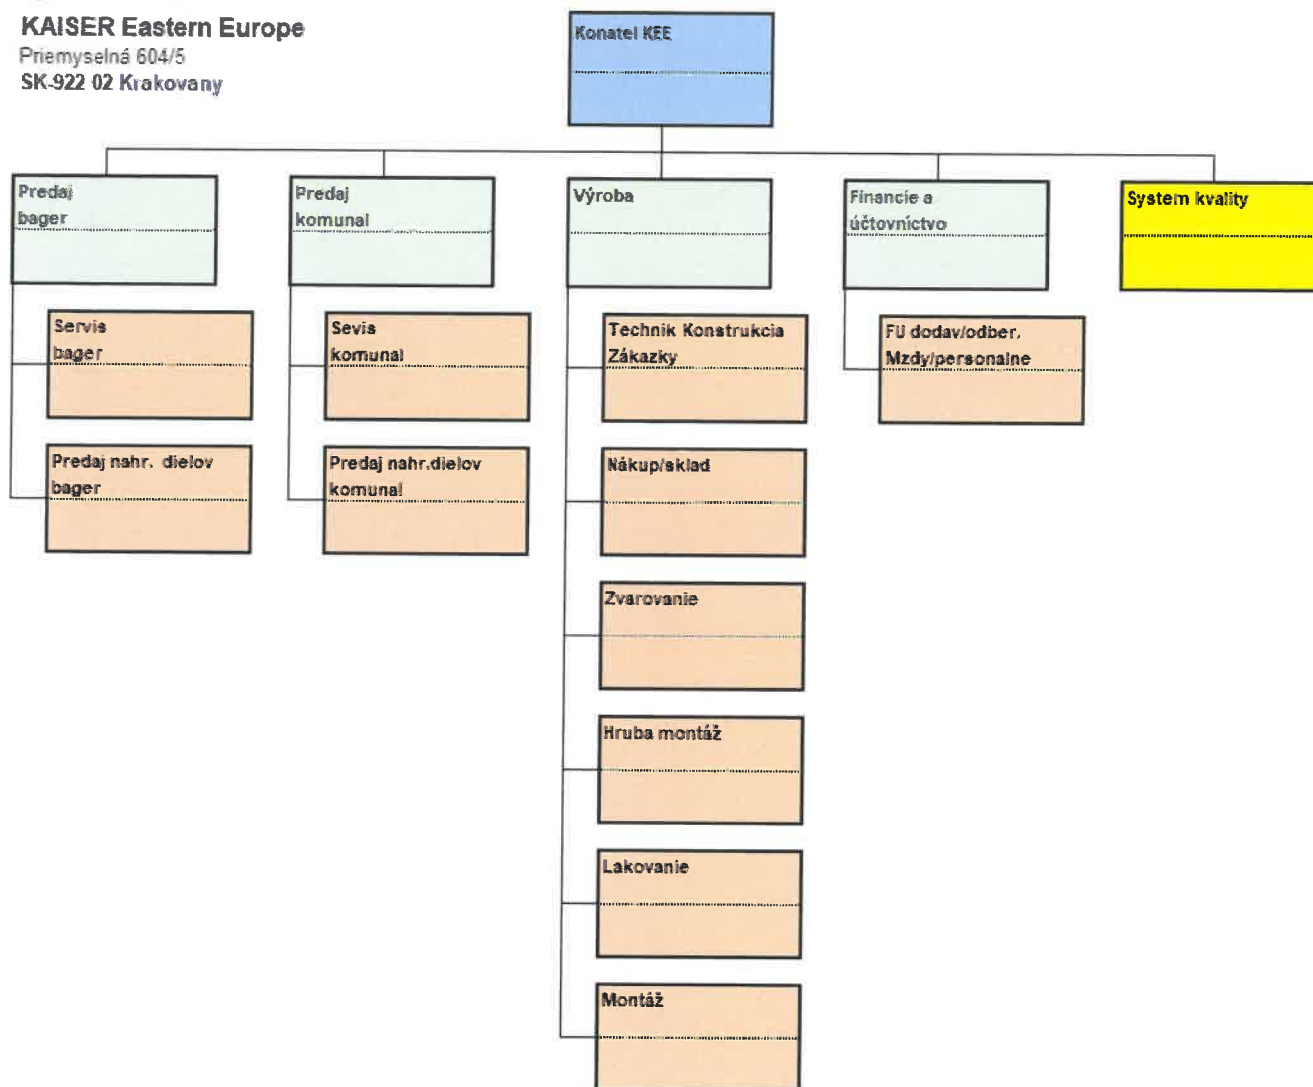 KAISER Eastern Europe
Priemyselná 604/5
SK-922 02 Krakovany
Konatel KEE
Predaj
bager
Predaj
komunal
Výroba
Financie a
účtovníctvo
System kvality
Servis
bager
Sevis
komunal
Technik Konstrukcia
Zákazky
FU dodav/odber.
Mzdy/personalne
Predaj nahr. dielov
bager
Predaj nahr.dielov
komunal
Nákup/sklad
Zvarovanie
Hruba montáž
Lakovanie
Montáž